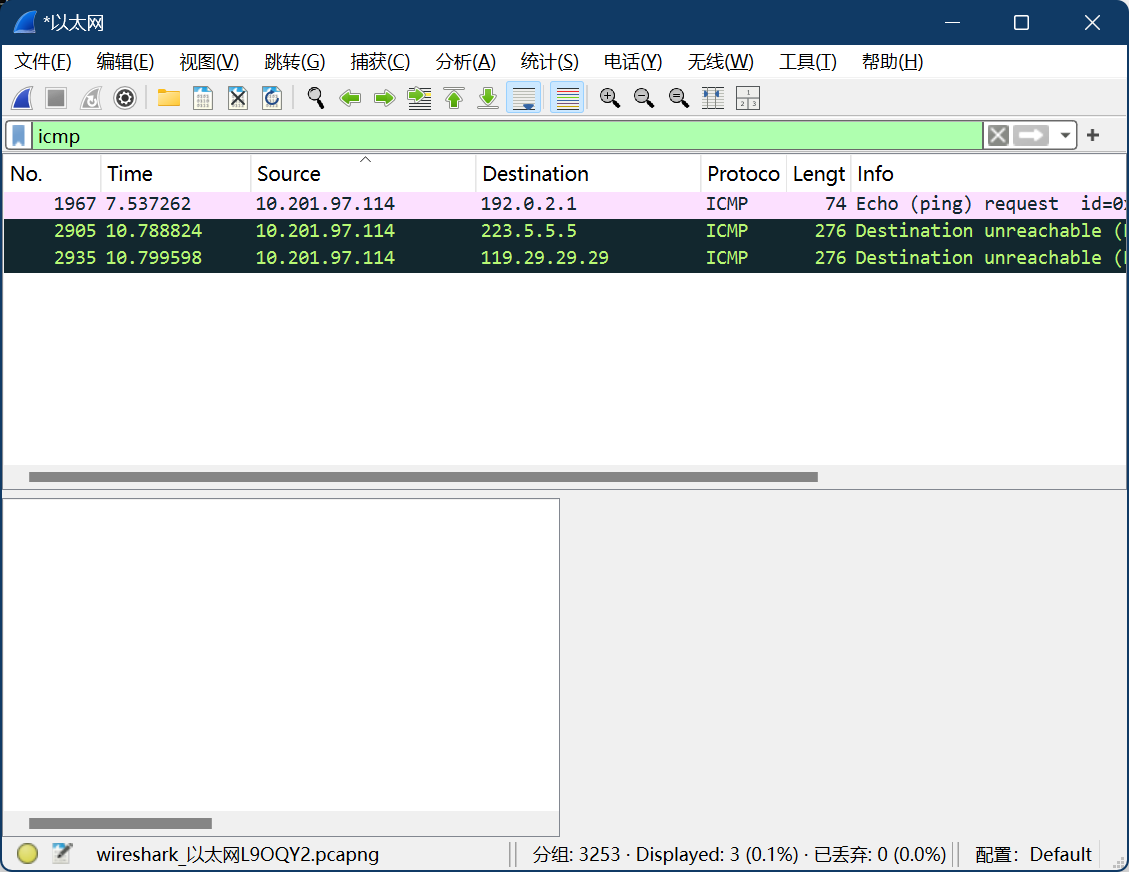 *以太网
文件(F) 编辑(E) 视图(V) 跳转(G) 捕获(C) 分析(A) 统计(S) 电话(Y) 无线(W) 工具(T) 帮助(H)
icmp
No. Time Source Destination Protoco Lengt Info
1967 7.537262 10.201.97.114 192.0.2.1 ICMP 74 Echo (ping) request id=0
2905 10.788824 10.201.97.114 223.5.5.5 ICMP 276 Destination unreachable (
2935 10.799598 10.201.97.114 119.29.29.29 ICMP 276 Destination unreachable (
wireshark_以太网L9OQY2.pcapng 分组: 3253 · Displayed: 3 (0.1%) · 已丢弃: 0 (0.0%) 配置: Default